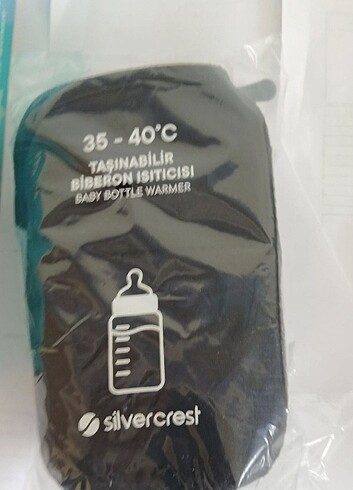 35 - 40°C
TAŞINABİLİR
BİBERON ISITICISI
BABY BOTTLE WARMER
silvercrest